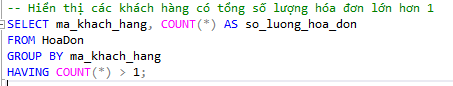 -- Hiển thị các khách hàng có tổng số lượng hóa đơn lớn hơn 1
SELECT ma_khach_hang, COUNT(*) AS so_luong_hoa_don
FROM HoaDon
GROUP BY ma_khach_hang
HAVING COUNT(*) > 1;